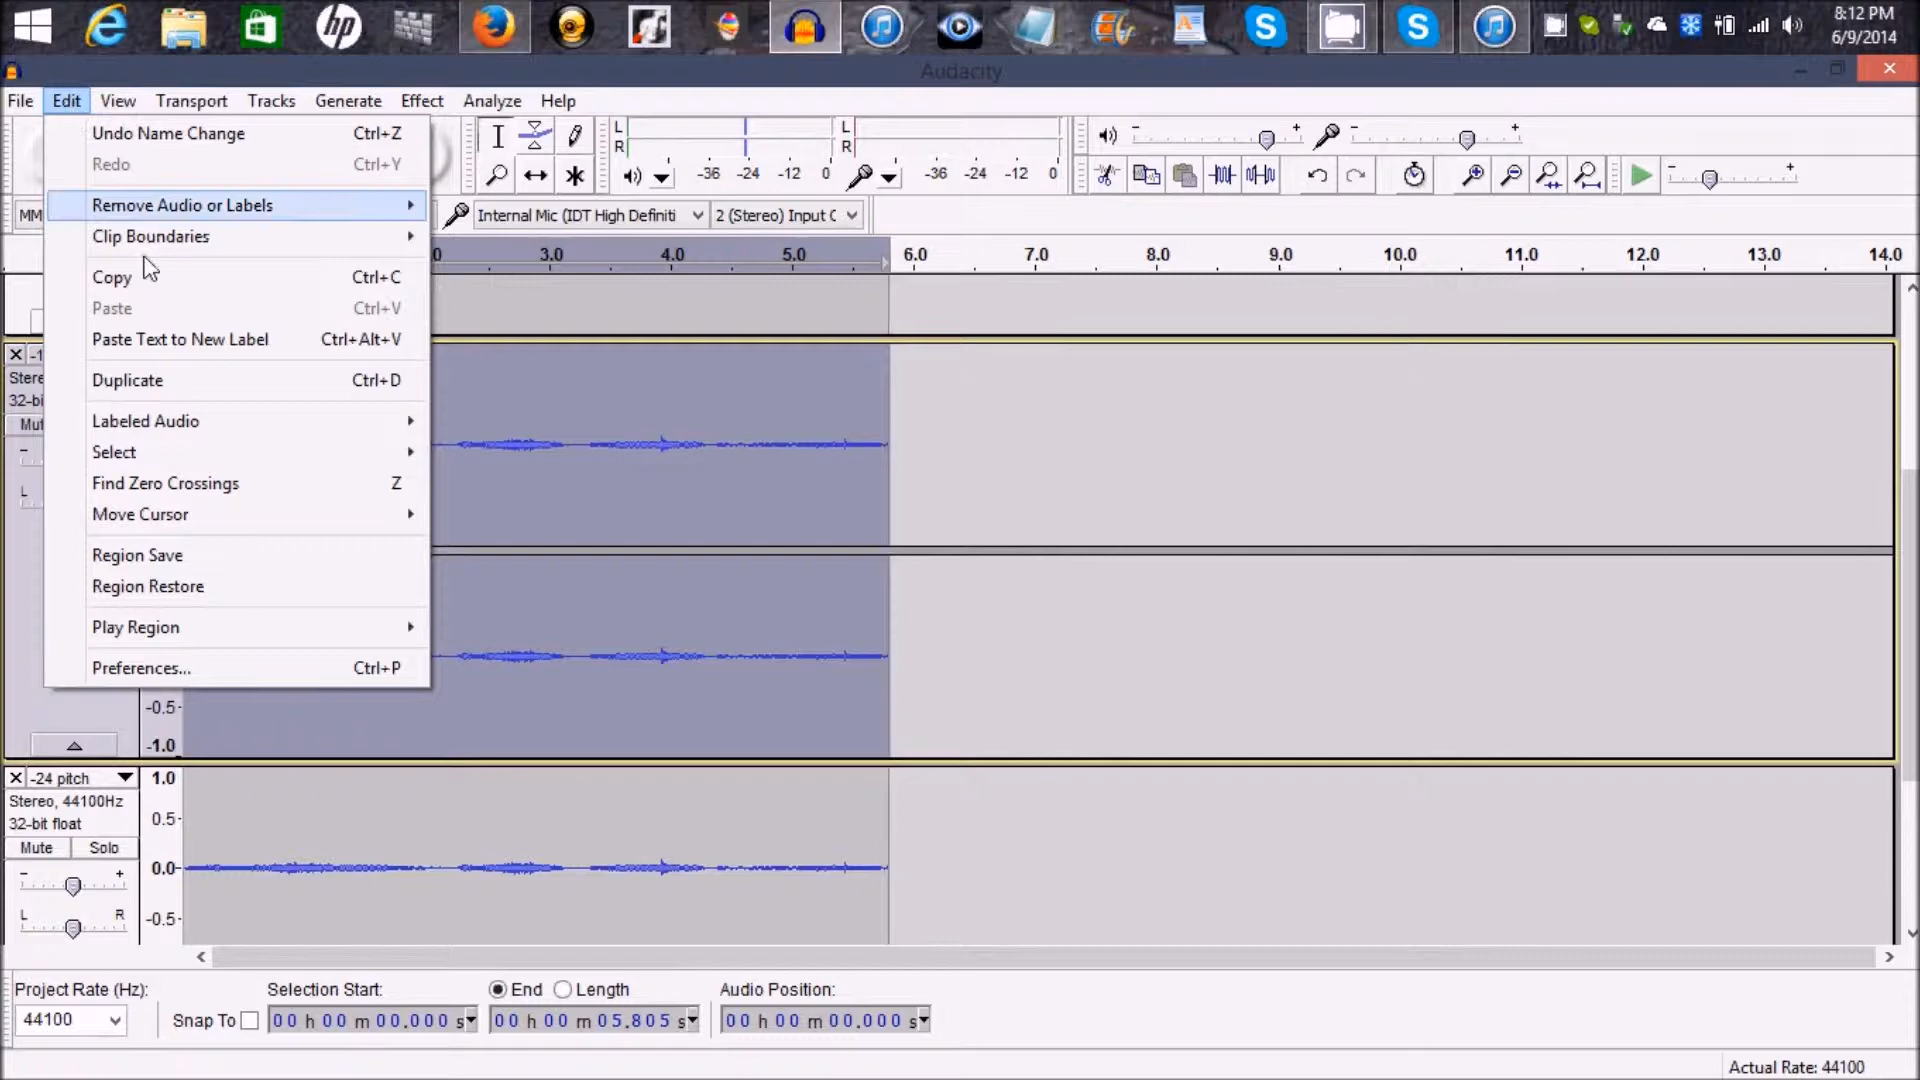 hp
8:12 PM
6/9/2014
Audacity
File Edit View Transport Tracks Generate Effect Analyze Help
Undo Name Change Ctrl+Z
Redo Ctrl+Y
Remove Audio or Labels
Clip Boundaries
Copy Ctrl+C
Paste Ctrl+V
Paste Text to New Label Ctrl+Alt+V
Duplicate Ctrl+D
Labeled Audio
Select
Find Zero Crossings Z
Move Cursor
Region Save
Region Restore
Play Region
Preferences... Ctrl+P
L
R
-36 -24 -12 0
L
R
-36 -24 -12 0
MM
Internal Mic (IDT High Definiti
2 (Stereo) Input C
0 3.0 4.0 5.0 6.0 7.0 8.0 9.0 10.0 11.0 12.0 13.0 14.0
-1
Stere
32-bi
Mut
L
-0.5
-1.0
-24 pitch
Stereo, 44100Hz
32-bit float
Mute Solo
L R
1.0
0.5
0.0
-0.5
Project Rate (Hz):
44100
Snap To
Selection Start:
00 h 00 m 00.000 s
End Length
00 h 00 m 05.805 s
Audio Position:
00 h 00 m 00.000 s
Actual Rate: 44100